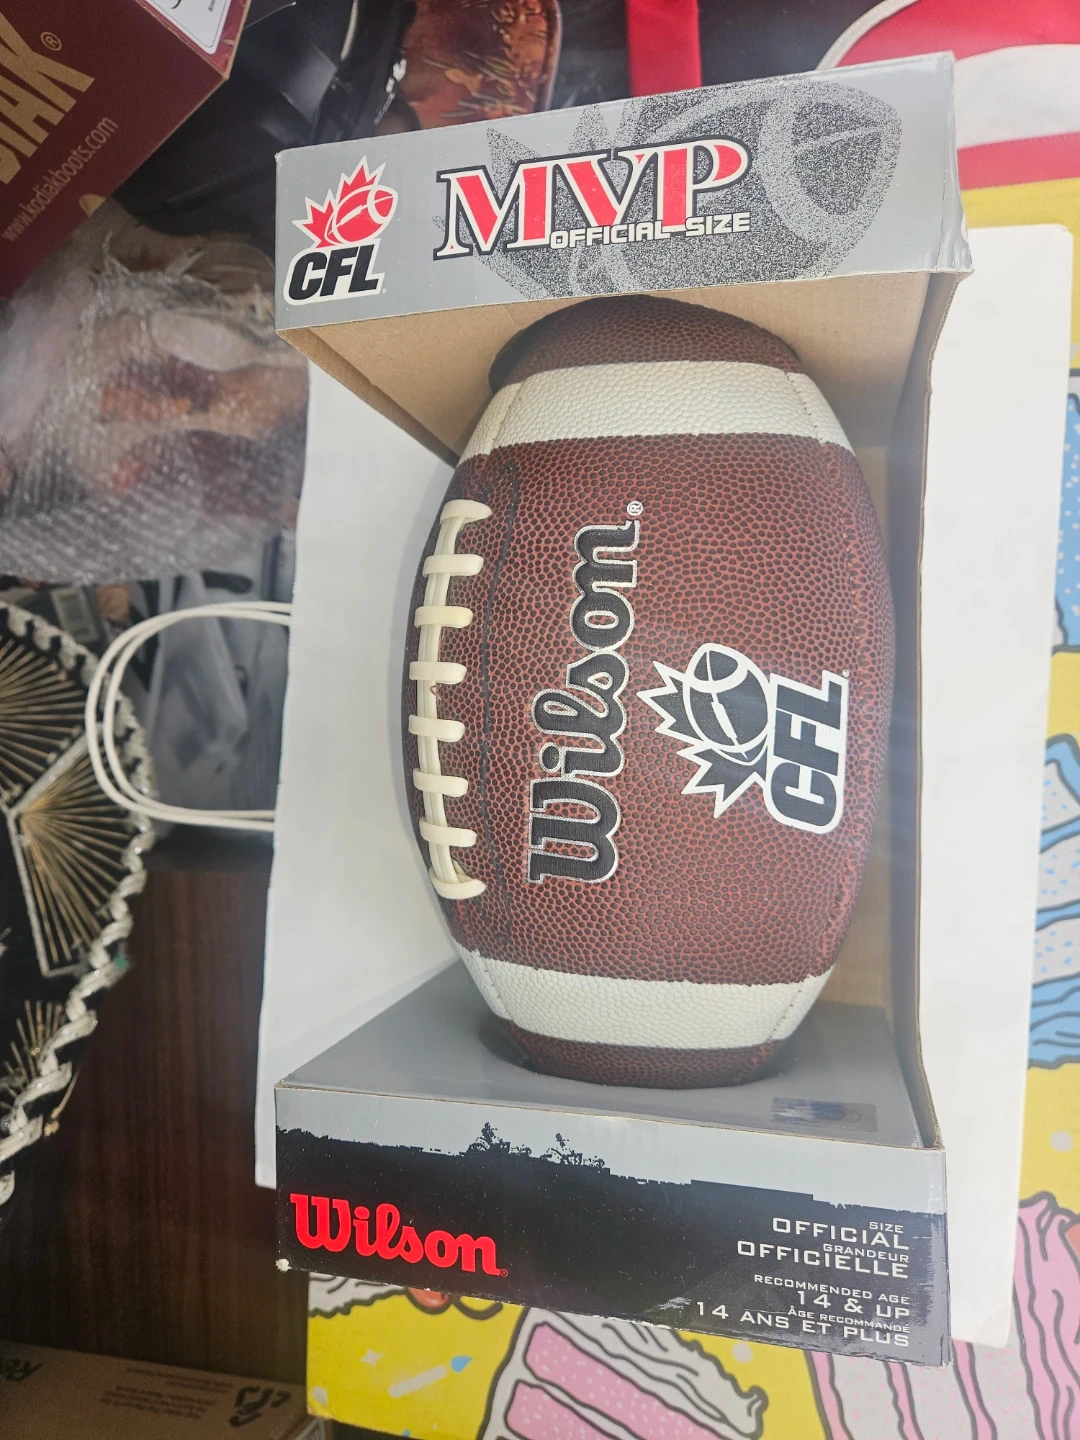 DIAK®
www.kodiakboots.com
CFL
MVP
OFFICIAL SIZE
Wilson®
CFL
Wilson
SIZE
OFFICIAL
GRANDEUR
OFFICIELLE
RECOMMENDED AGE
14 & UP
ÂGE RECOMMANDÉ
14 ANS ET PLUS